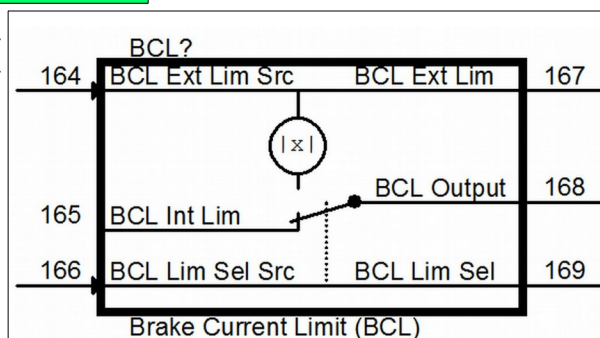 BCL?
164 BCL Ext Lim Src BCL Ext Lim 167
|x|
BCL Output 168
165 BCL Int Lim
166 BCL Lim Sel Src BCL Lim Sel 169
Brake Current Limit (BCL)